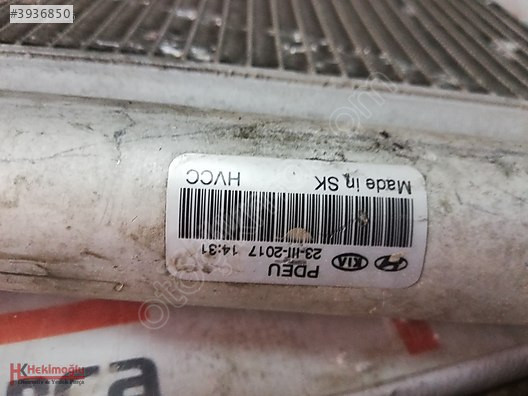 #3936850
HVCC Made in SK
23-III-2017 14:31
PDEU KIA
Hekimoğlu